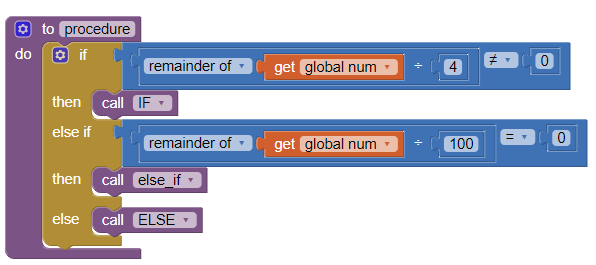 to procedure
do if remainder of get global num ÷ 4 ≠ 0
then call IF
else if remainder of get global num ÷ 100 = 0
then call else_if
else call ELSE